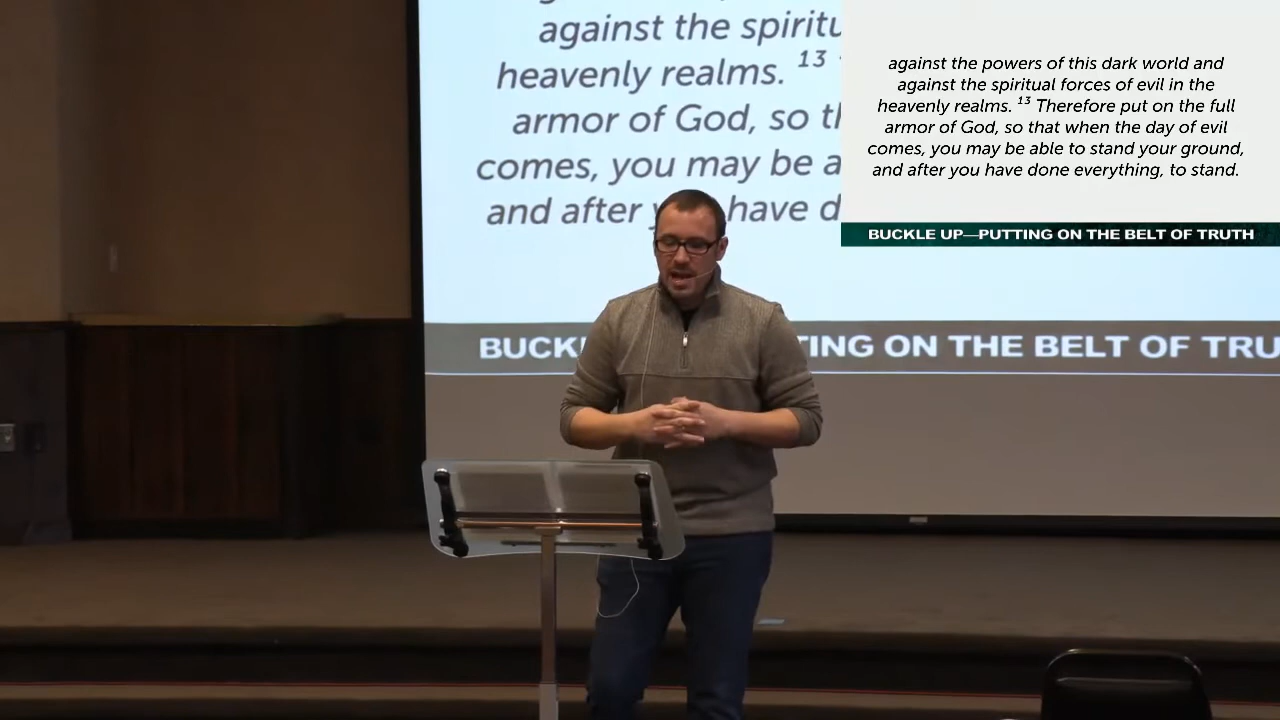 against the spiritu
heavenly realms. 13
armor of God, so th
comes, you may be a
and after have d
BUCK TING ON THE BELT OF TRU
against the powers of this dark world and
against the spiritual forces of evil in the
heavenly realms. 13 Therefore put on the full
armor of God, so that when the day of evil
comes, you may be able to stand your ground,
and after you have done everything, to stand.
BUCKLE UP—PUTTING ON THE BELT OF TRUTH